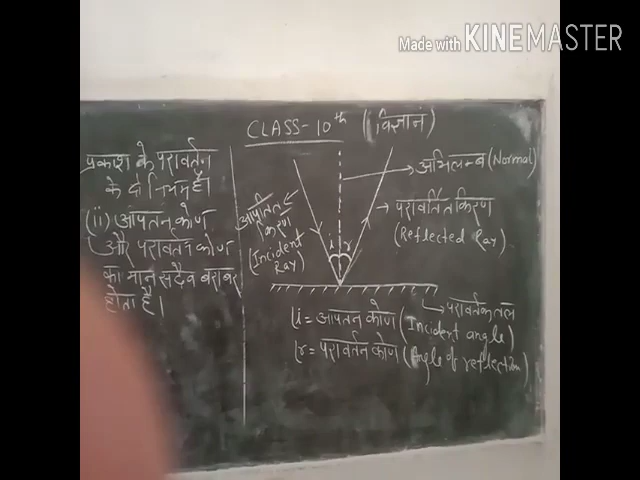 Made with KINEMASTER
CLASS-10th (विज्ञान)
प्रकाश के परावर्तन
के दो नियम हैं।
(ii) आपतन कोण
और परावर्तन कोण
का मान सदैव बराबर
होता है।
अभिलम्ब (Normal)
आपतित
किरण
(Incident
Ray)
परावर्तित किरण
(Reflected Ray)
i r
परावर्तक तल
∠i = आपतन कोण (Incident angle)
∠r = परावर्तन कोण (Angle of reflection)